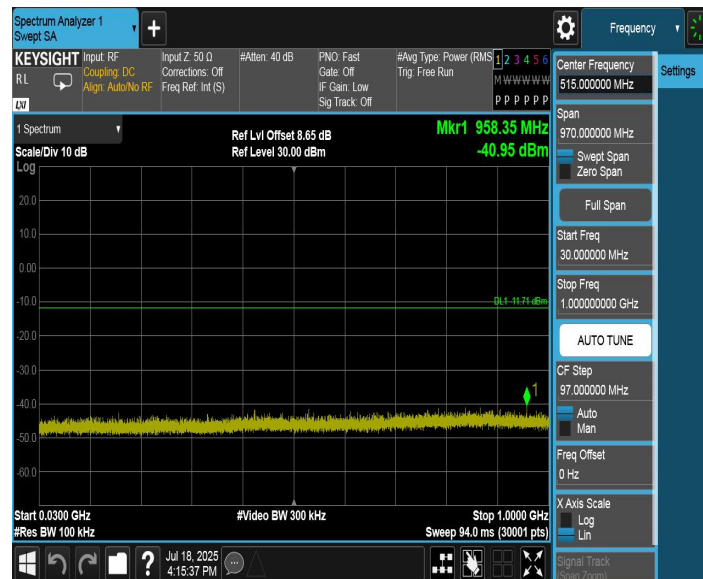 Spectrum Analyzer 1
Swept SA
Frequency
KEYSIGHT
RL
LXI
Input: RF
Coupling: DC
Align: Auto/No RF
Input Z: 50 Ω
Corrections: Off
Freq Ref: Int (S)
#Atten: 40 dB
PNO: Fast
Gate: Off
IF Gain: Low
Sig Track: Off
#Avg Type: Power (RMS
Trig: Free Run
1 2 3 4 5 6
M W W W W W
P P P P P P
Center Frequency
515.000000 MHz
Settings
Span
970.000000 MHz
Swept Span
Zero Span
Full Span
Start Freq
30.000000 MHz
Stop Freq
1.000000000 GHz
AUTO TUNE
CF Step
97.000000 MHz
Auto
Man
Freq Offset
0 Hz
X Axis Scale
Log
Lin
Signal Track
(Span Zoom)
1 Spectrum
Scale/Div 10 dB
Log
Ref Lvl Offset 8.65 dB
Ref Level 30.00 dBm
Mkr1 958.35 MHz
-40.95 dBm
20.0
10.0
0.00
-10.0
DL1 -11.71 dBm
-20.0
-30.0
1
-40.0
-50.0
-60.0
Start 0.0300 GHz
#Res BW 100 kHz
#Video BW 300 kHz
Stop 1.0000 GHz
Sweep 94.0 ms (30001 pts)
?
Jul 18, 2025
4:15:37 PM